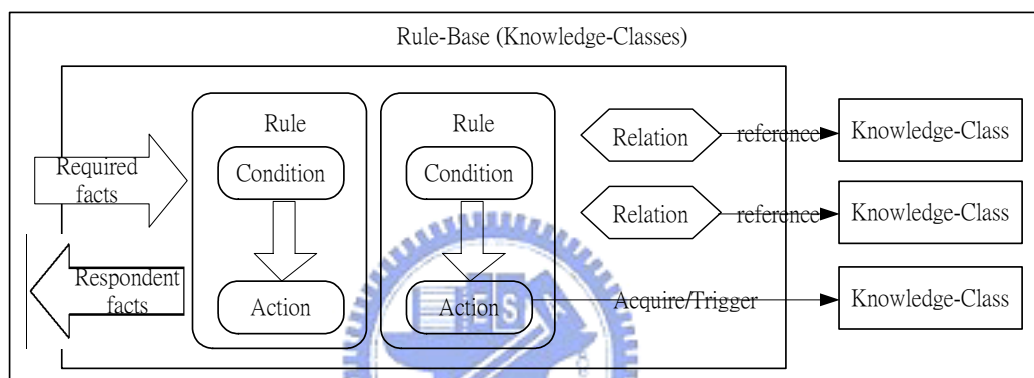 Rule-Base (Knowledge-Classes)
Required
facts
Respondent
facts
Rule
Condition
Action
Rule
Condition
Action
Relation
reference
Knowledge-Class
Relation
reference
Knowledge-Class
Acquire/Trigger
Knowledge-Class
ES